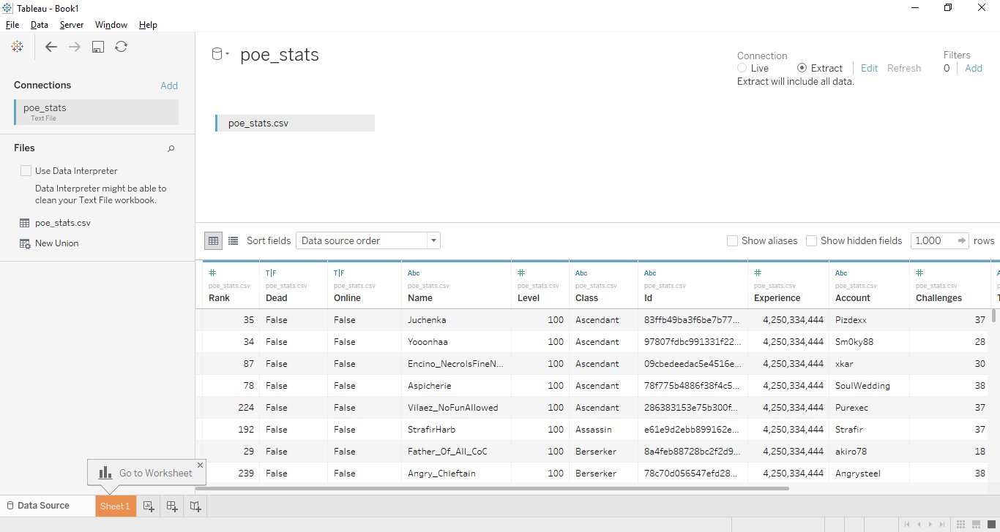 Tableau - Book1
File Data Server Window Help
Connections Add
poe_stats
Text File
Files
Use Data Interpreter
Data Interpreter might be able to
clean your Text File workbook.
poe_stats.csv
New Union
poe_stats
Connection
Live Extract Edit Refresh
Extract will include all data.
Filters
0 Add
poe_stats.csv
Sort fields Data source order Show aliases Show hidden fields 1,000 rows
# T|F T|F Abc # Abc Abc # Abc #
poe_stats.csv poe_stats.csv poe_stats.csv poe_stats.csv poe_stats.csv poe_stats.csv poe_stats.csv poe_stats.csv poe_stats.csv poe_stats.csv
Rank Dead Online Name Level Class Id Experience Account Challenges
35 False False Juchenka 100 Ascendant 83ffb49ba3f6be7b77... 4,250,334,444 Pizdexx 37
34 False False Yooonhaa 100 Ascendant 97807fdbc991331f22... 4,250,334,444 Sm0ky88 28
87 False False Encino_NecroIsFineN... 100 Ascendant 09cbedeedac5e4516e... 4,250,334,444 xkar 30
78 False False Aspicherie 100 Ascendant 78f775b4886f38f4c5... 4,250,334,444 SoulWedding 38
224 False False Vilaez_NoFunAllowed 100 Ascendant 286383153e75b300f... 4,250,334,444 Purexec 37
192 False False StrafirHarb 100 Assassin e61e9d2ebb899162e... 4,250,334,444 Strafir 37
29 False False Father_Of_All_CoC 100 Berserker 8a4feb88728bc2f2d9... 4,250,334,444 akiro78 18
239 False False Angry_Chieftain 100 Berserker 78c70d056547efd28... 4,250,334,444 Angrysteel 38
Go to Worksheet
Data Source Sheet 1